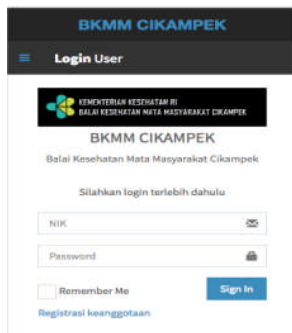 BKMM CIKAMPEK
Login User
KEMENTERIAN KESEHATAN RI
BALAI KESEHATAN MATA MASYARAKAT CIKAMPEK
BKMM CIKAMPEK
Balai Kesehatan Mata Masyarakat Cikampek
Silahkan login terlebih dahulu
NIK
Password
Remember Me
Sign In
Registrasi keanggotaan